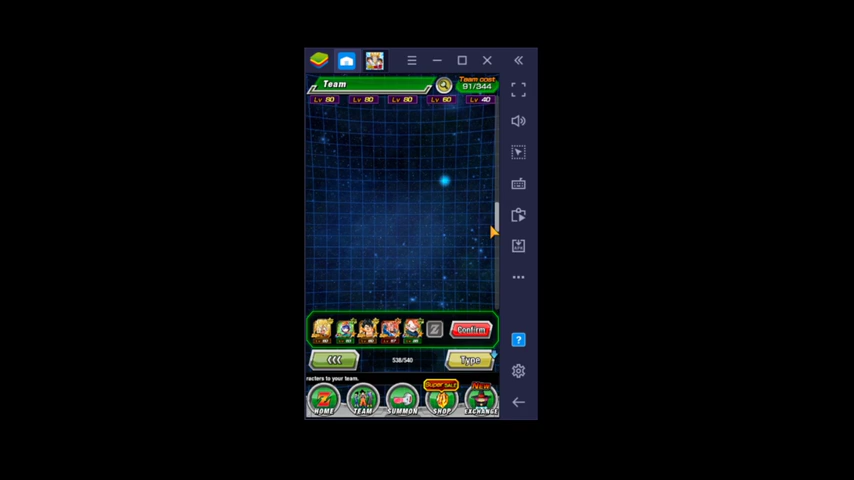 Team
Team cost
91/344
Lv 80 Lv 80 Lv 80 Lv 60 Lv 40
Z Confirm
<<< 538/540 Type
racters to your team.
Super SALE NEW
HOME TEAM SUMMON SHOP EXCHANGE